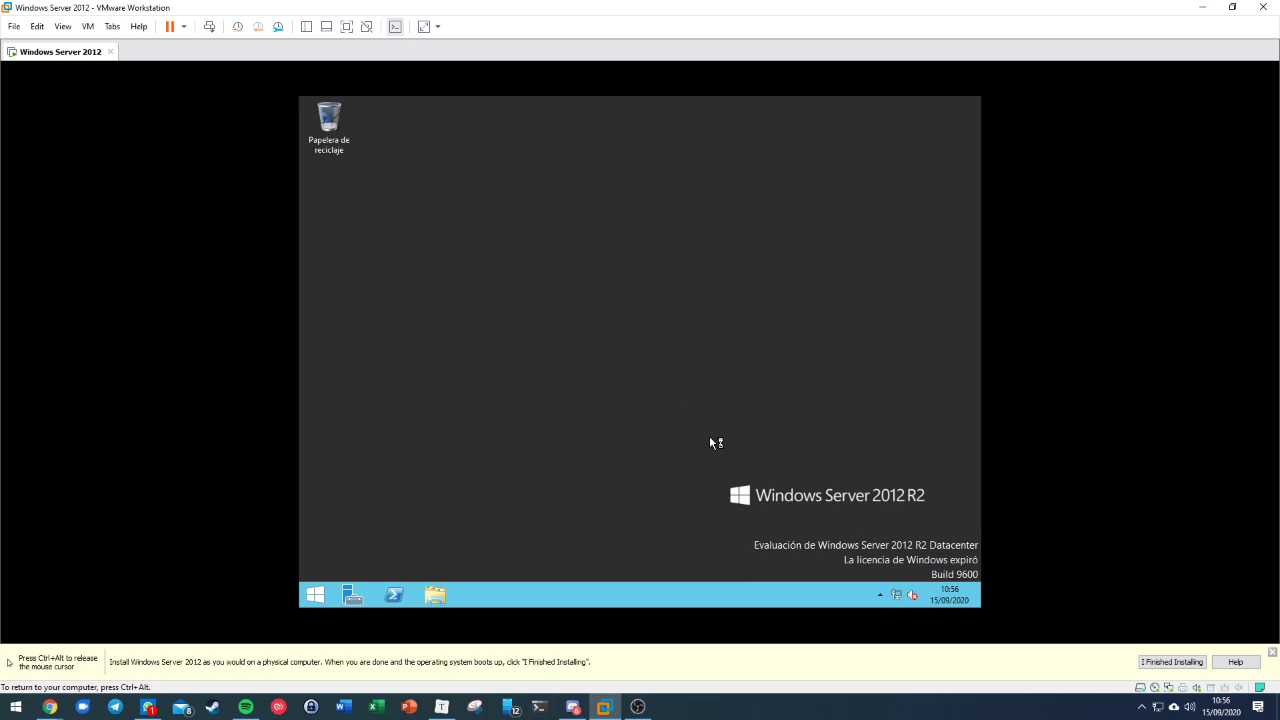 Windows Server 2012 - VMware Workstation
File Edit View VM Tabs Help
Windows Server 2012
Papelera de
reciclaje
Windows Server 2012 R2
Evaluación de Windows Server 2012 R2 Datacenter
La licencia de Windows expiró
Build 9600
10:56
15/09/2020
Press Ctrl+Alt to release
the mouse cursor
Install Windows Server 2012 as you would on a physical computer. When you are done and the operating system boots up, click "I Finished Installing".
I Finished Installing
Help
To return to your computer, press Ctrl+Alt.
1
8
12
10:56
15/09/2020